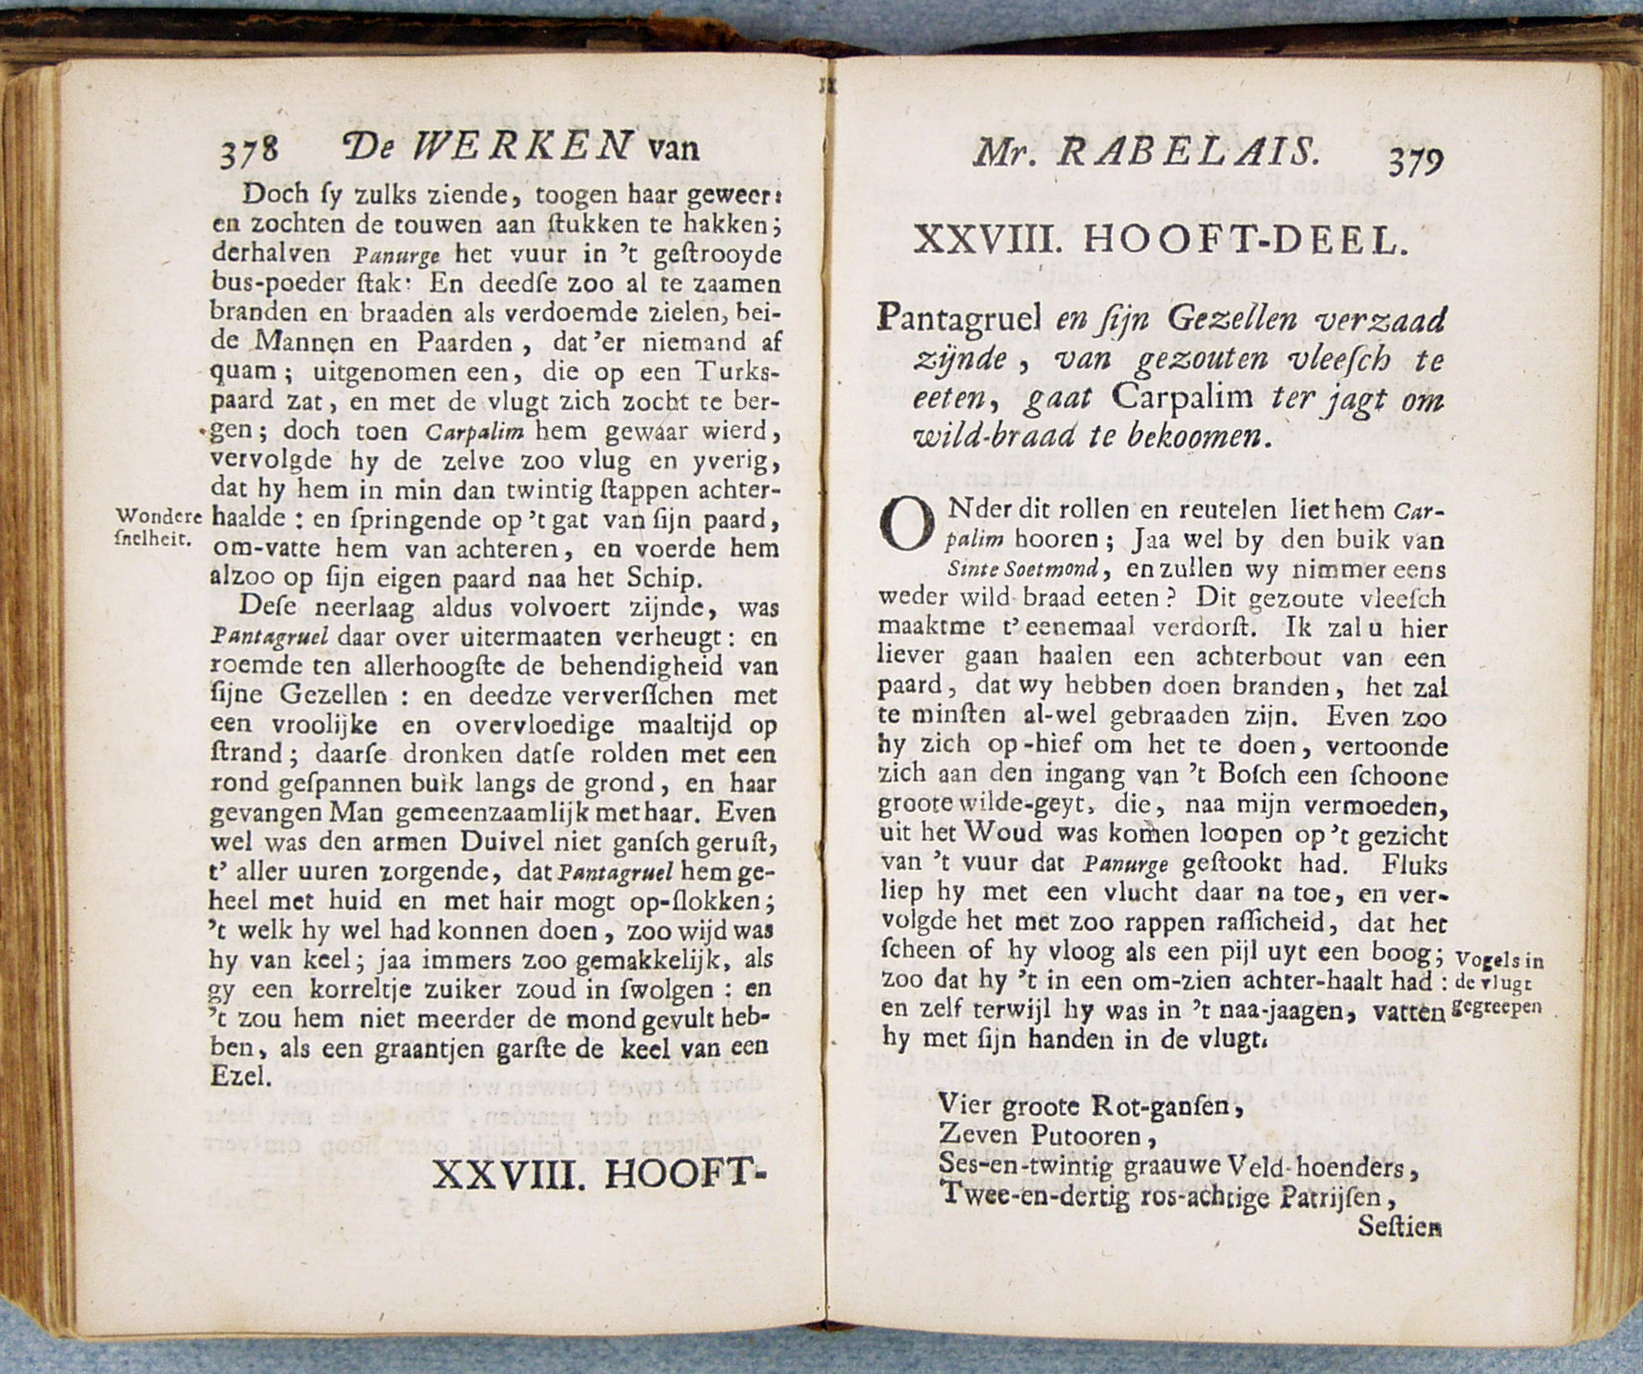 378 De WERKEN van
Doch ſy zulks ziende, toogen haar geweer:
en zochten de touwen aan ſtukken te hakken;
derhalven Panurge het vuur in 't geſtrooyde
bus-poeder ſtak: En deedſe zoo al te zaamen
branden en braaden als verdoemde zielen, bei-
de Mannen en Paarden, dat 'er niemand af
quam; uitgenomen een, die op een Turks-
paard zat, en met de vlugt zich zocht te ber-
gen; doch toen Carpalim hem gewaar wierd,
vervolgde hy de zelve zoo vlug en yverig,
dat hy hem in min dan twintig ſtappen achter-
haalde: en ſpringende op 't gat van ſijn paard,
om-vatte hem van achteren, en voerde hem
alzoo op ſijn eigen paard naa het Schip.
Wondere
ſnelheit.
Deſe neerlaag aldus volvoert zijnde, was
Pantagruel daar over uitermaaten verheugt: en
roemde ten allerhoogſte de behendigheid van
ſijne Gezellen: en deedze ververſſchen met
een vroolijke en overvloedige maaltijd op
ſtrand; daarſe dronken datſe rolden met een
rond geſpannen buik langs de grond, en haar
gevangen Man gemeenzaamlijk met haar. Even
wel was den armen Duivel niet ganſch geruſt,
t' aller uuren zorgende, dat Pantagruel hem ge-
heel met huid en met hair mogt op-ſlokken;
't welk hy wel had konnen doen, zoo wijd was
hy van keel; jaa immers zoo gemakkelijk, als
gy een korreltje zuiker zoud in ſwolgen: en
't zou hem niet meerder de mond gevult heb-
ben, als een graantjen garſte de keel van een
Ezel.
XXVIII. HOOFT-
Mr. RABELAIS. 379
XXVIII. HOOFT-DEEL.
Pantagruel en ſijn Gezellen verzaad
zijnde, van gezouten vleeſch te
eeten, gaat Carpalim ter jagt om
wild-braad te bekoomen.
ONder dit rollen en reutelen liet hem Car-
palim hooren; Jaa wel by den buik van
Sinte Soetmond, en zullen wy nimmer eens
weder wild-braad eeten? Dit gezoute vleeſch
maaktme t' eenemaal verdorſt. Ik zal u hier
liever gaan haalen een achterbout van een
paard, dat wy hebben doen branden, het zal
te minſten al-wel gebraaden zijn. Even zoo
hy zich op-hief om het te doen, vertoonde
zich aan den ingang van 't Boſch een ſchoone
groote wilde-geyt, die, naa mijn vermoeden,
uit het Woud was komen loopen op 't gezicht
van 't vuur dat Panurge geſtookt had. Fluks
liep hy met een vlucht daar na toe, en ver-
volgde het met zoo rappen raſſicheid, dat het
ſcheen of hy vloog als een pijl uyt een boog;
zoo dat hy 't in een om-zien achter-haalt had:
en zelf terwijl hy was in 't naa-jaagen, vatten
hy met ſijn handen in de vlugt.
Vogels in
de vlugt
gegreepen
Vier groote Rot-ganſen,
Zeven Putooren,
Ses-en-twintig graauwe Veld-hoenders,
Twee-en-dertig ros-achtige Patrijſen,
Seſtien